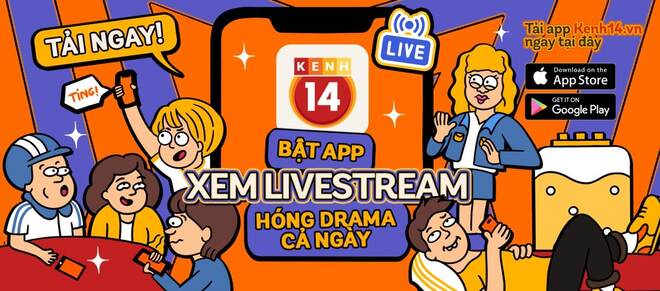 TẢI NGAY!
TÍNG!
LIVE
KENH
14
BẬT APP
XEM LIVESTREAM
HÓNG DRAMA
CẢ NGÀY
Tải app Kenh14.vn
ngay tại đây
Download on the
App Store
GET IT ON
Google Play